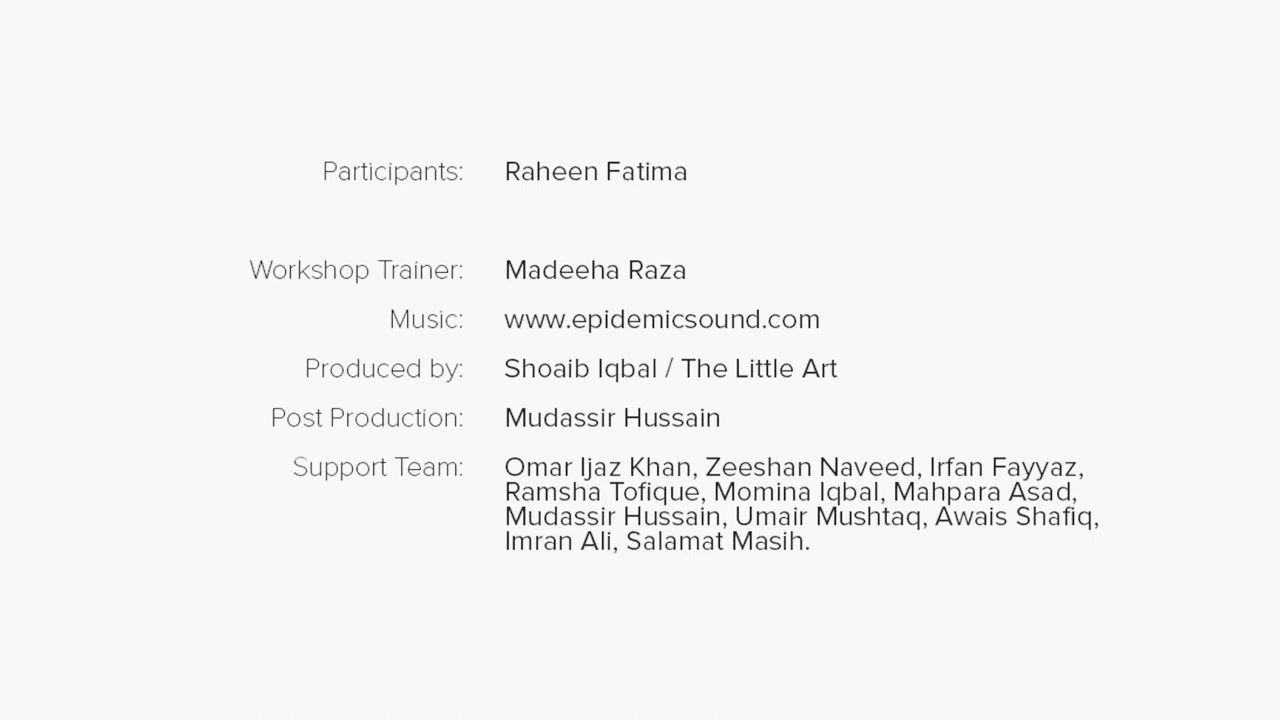 Participants: Raheen Fatima
Workshop Trainer: Madeeha Raza
Music: www.epidemicsound.com
Produced by: Shoaib Iqbal / The Little Art
Post Production: Mudassir Hussain
Support Team: Omar Ijaz Khan, Zeeshan Naveed, Irfan Fayyaz,
Ramsha Tofique, Momina Iqbal, Mahpara Asad,
Mudassir Hussain, Umair Mushtaq, Awais Shafiq,
Imran Ali, Salamat Masih.